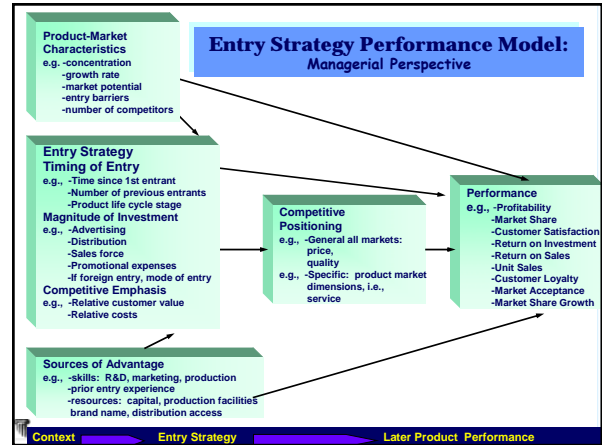 Entry Strategy Performance Model:
Managerial Perspective
Product-Market
Characteristics
e.g. -concentration
-growth rate
-market potential
-entry barriers
-number of competitors
Entry Strategy
Timing of Entry
e.g., -Time since 1st entrant
-Number of previous entrants
-Product life cycle stage
Magnitude of Investment
e.g., -Advertising
-Distribution
-Sales force
-Promotional expenses
-If foreign entry, mode of entry
Competitive Emphasis
e.g., -Relative customer value
-Relative costs
Sources of Advantage
e.g., -skills: R&D, marketing, production
-prior entry experience
-resources: capital, production facilities
brand name, distribution access
Competitive
Positioning
e.g., -General all markets:
price,
quality
e.g., -Specific: product market
dimensions, i.e.,
service
Performance
e.g., -Profitability
-Market Share
-Customer Satisfaction
-Return on Investment
-Return on Sales
-Unit Sales
-Customer Loyalty
-Market Acceptance
-Market Share Growth
Context Entry Strategy Later Product Performance